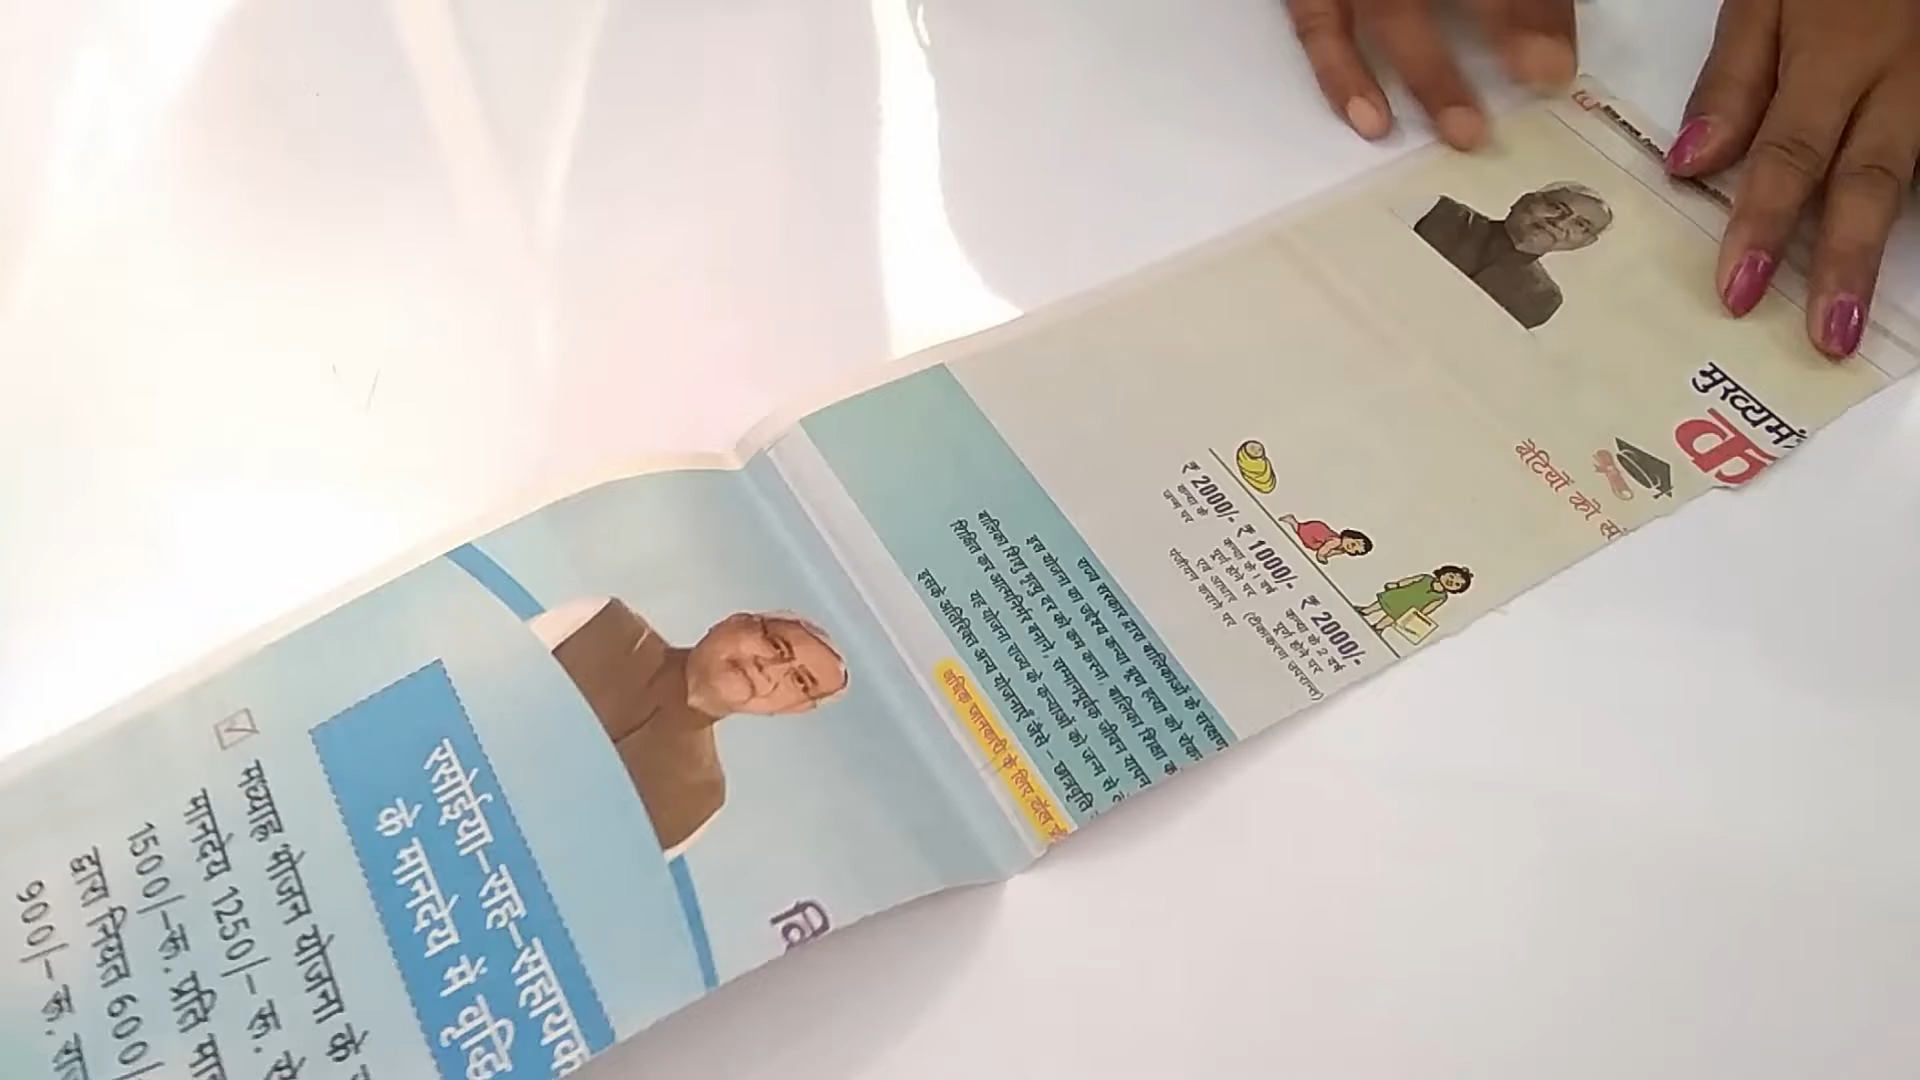 मुख्यमं
क
बेटियों को सं
₹ 2000/-
कन्या के
जन्म पर
₹ 1000/-
कन्या के 1 वर्ष
पूर्ण होने पर
एवं आधार
पंजीयन कराने पर
₹ 2000/-
कन्या के 2 वर्ष
पूर्ण होने पर
(टीकाकरण उपरान्त)
राज्य सरकार द्वारा बालिकाओं के संरक्षण
इस योजना का उद्देश्य कन्या भ्रूण हत्या को रोकन
बालिका शिशु मृत्यु दर को कम करना, बालिका शिक्षा क
शिक्षित कर आत्मनिर्भर बनाने, सम्मानपूर्वक जीवन यापन
यह योजना राज्य के कन्याओं को जन्म से
इसके अतिरिक्त अन्य योजनाएँ जैसे – छात्रवृति
अधिक जानकारी के लिए टॉल फ्री
वि
रसोईया-सह-सहायक
के मानदेय में वृद्धि
मध्याह्न भोजन योजना के
मानदेय 1250/- रू. से
1500/-रू. प्रति मा
द्वारा नियत 600/
900/- रू. राज